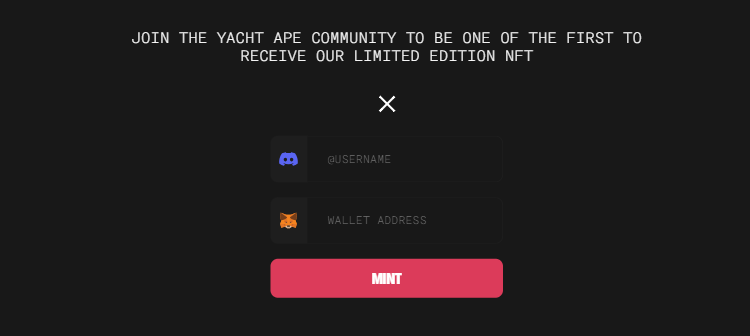 JOIN THE YACHT APE COMMUNITY TO BE ONE OF THE FIRST TO
RECEIVE OUR LIMITED EDITION NFT
@USERNAME
WALLET ADDRESS
MINT